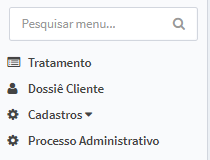 Pesquisar menu...
Tratamento
Dossiê Cliente
Cadastros
Processo Administrativo